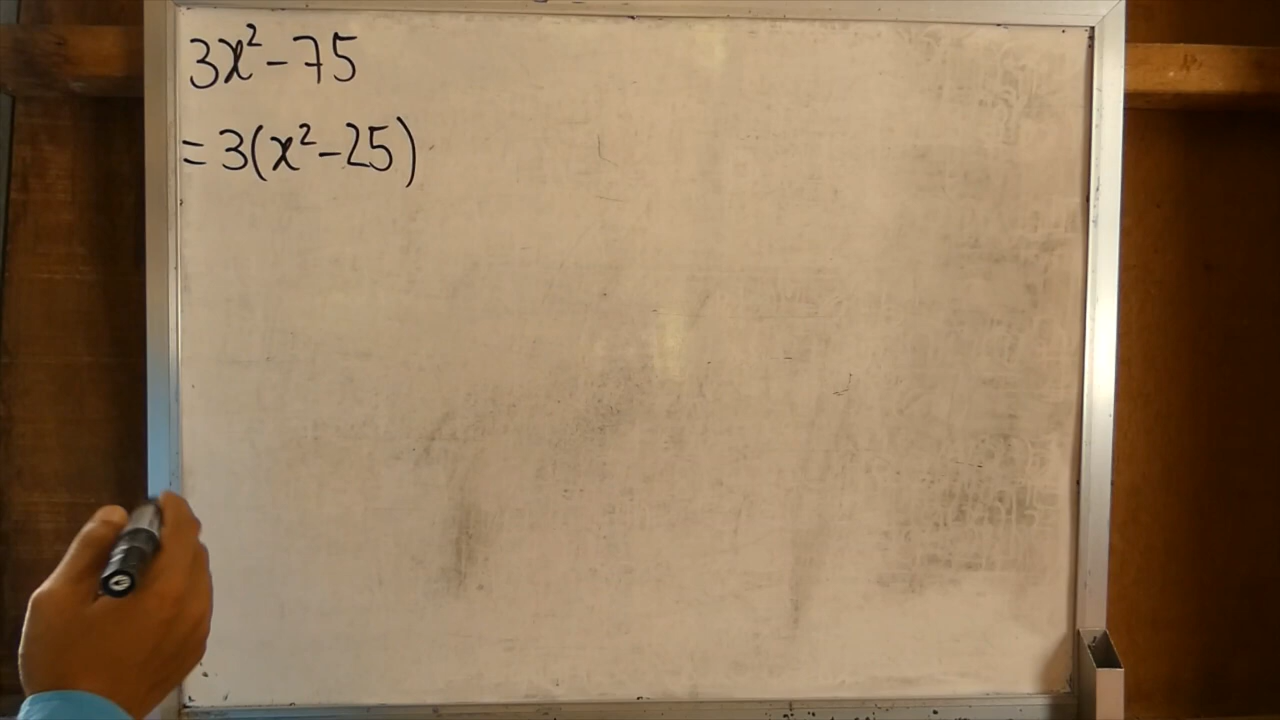 3x² - 75
= 3(x² - 25)